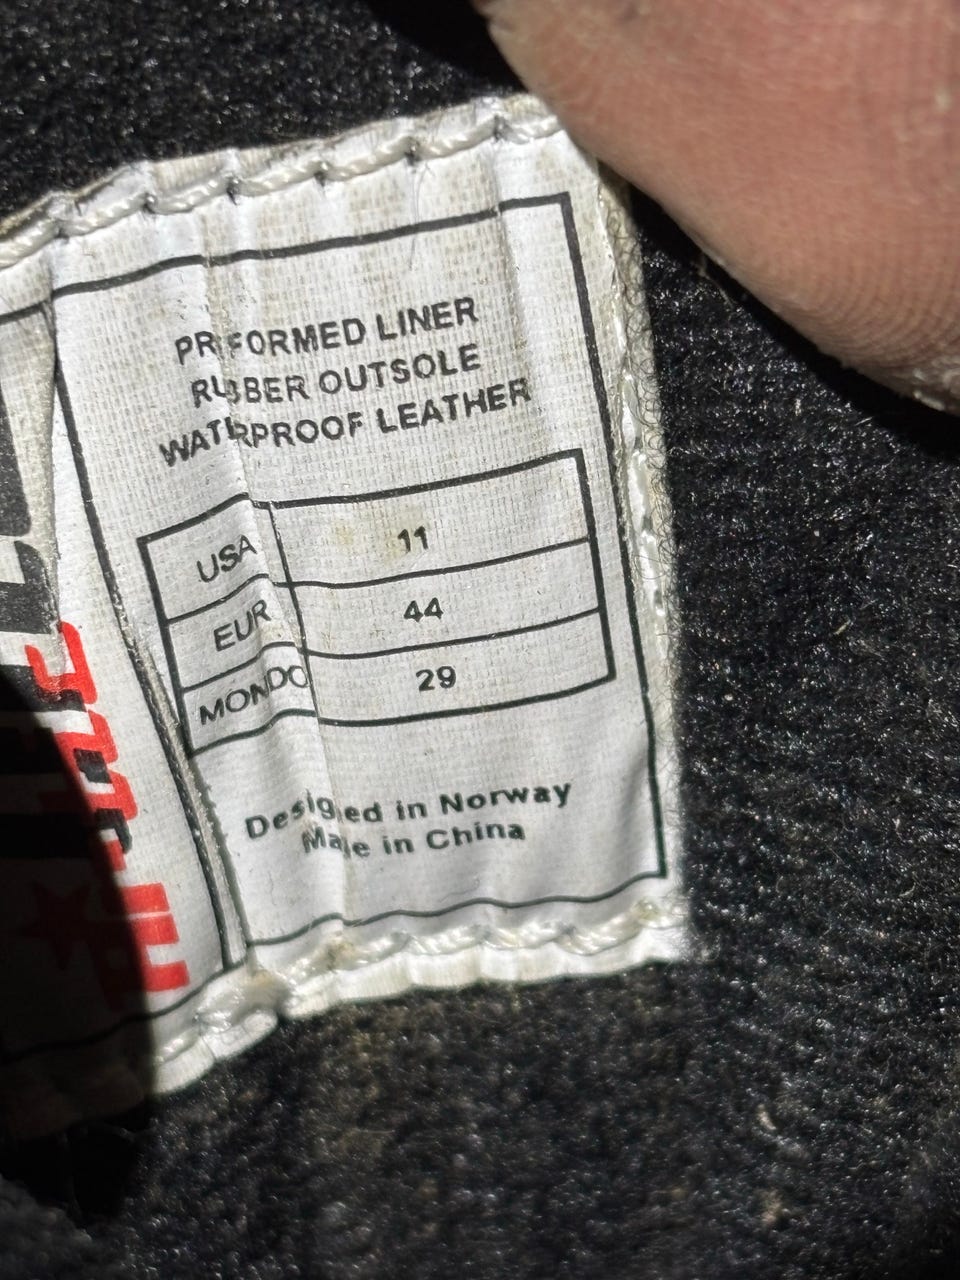 PREFORMED LINER
RUBBER OUTSOLE
WATERPROOF LEATHER
USA 11
EUR 44
MONDO 29
Designed in Norway
Made in China